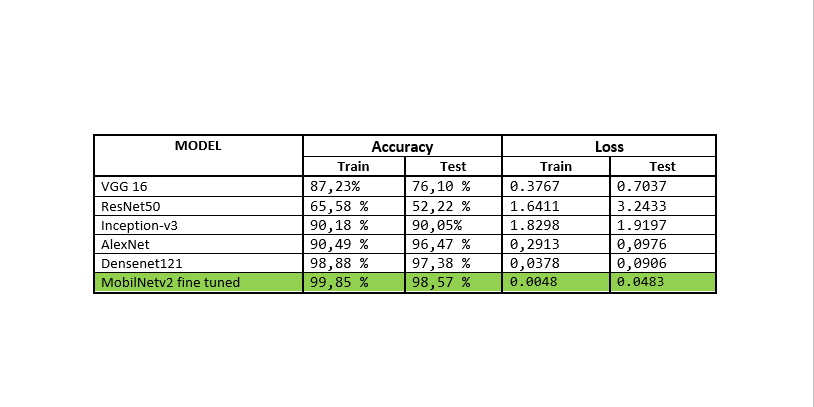 MODEL Accuracy Loss
Train Test Train Test
VGG 16 87,23% 76,10 % 0.3767 0.7037
ResNet50 65,58 % 52,22 % 1.6411 3.2433
Inception-v3 90,18 % 90,05% 1.8298 1.9197
AlexNet 90,49 % 96,47 % 0,2913 0,0976
Densenet121 98,88 % 97,38 % 0,0378 0,0906
MobilNetv2 fine tuned 99,85 % 98,57 % 0.0048 0.0483